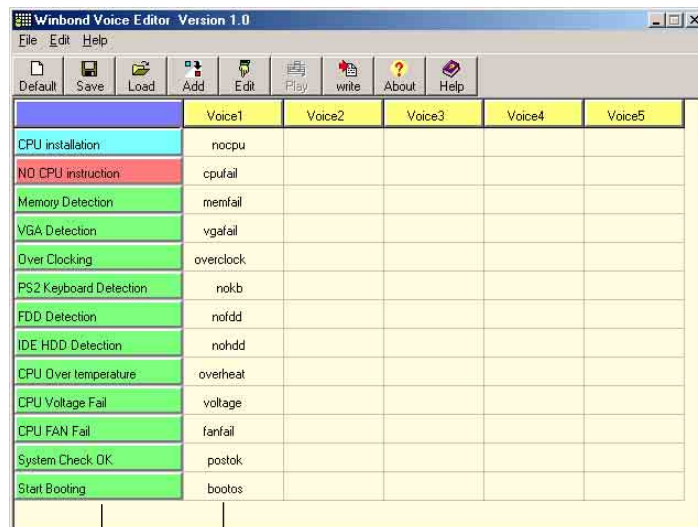 Winbond Voice Editor Version 1.0
File Edit Help
Default Save Load Add Edit Play write About Help
Voice1 Voice2 Voice3 Voice4 Voice5
CPU installation nocpu
NO CPU instruction cpufail
Memory Detection memfail
VGA Detection vgafail
Over Clocking overclock
PS2 Keyboard Detection nokb
FDD Detection nofdd
IDE HDD Detection nohdd
CPU Over temperature overheat
CPU Voltage Fail voltage
CPU FAN Fail fanfail
System Check OK postok
Start Booting bootos